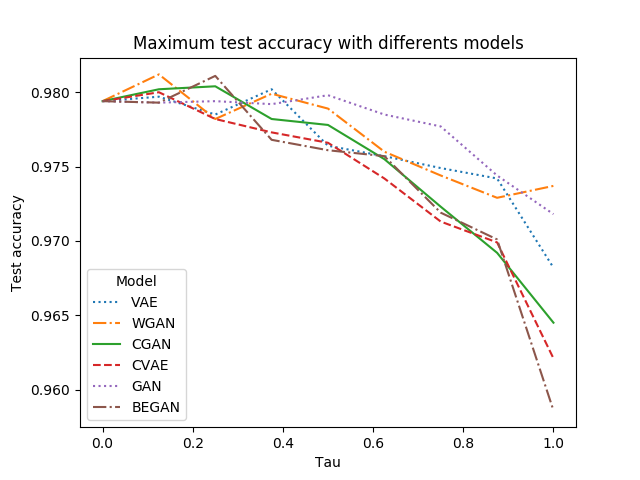 Maximum test accuracy with differents models
Test accuracy
0.980
0.975
0.970
0.965
0.960
Model
VAE
WGAN
CGAN
CVAE
GAN
BEGAN
0.0 0.2 0.4 0.6 0.8 1.0
Tau